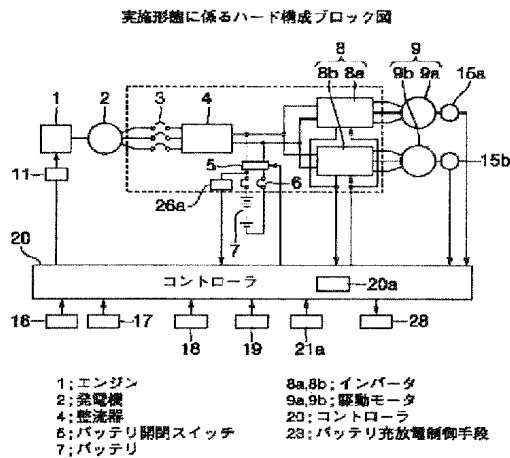 実施形態に係るハード構成ブロック図
8 9
8b 8a 9b 9a 15a
1 2 3 4
5 15b
11 26a 6
7
20
コントローラ 20a
16 17 18 19 21a 28
1;エンジン
2;発電機
4;整流器
5;バッテリ開閉スイッチ
7;バッテリ
8a,8b;インバータ
9a,9b;駆動モータ
20;コントローラ
23;バッテリ充放電制御手段